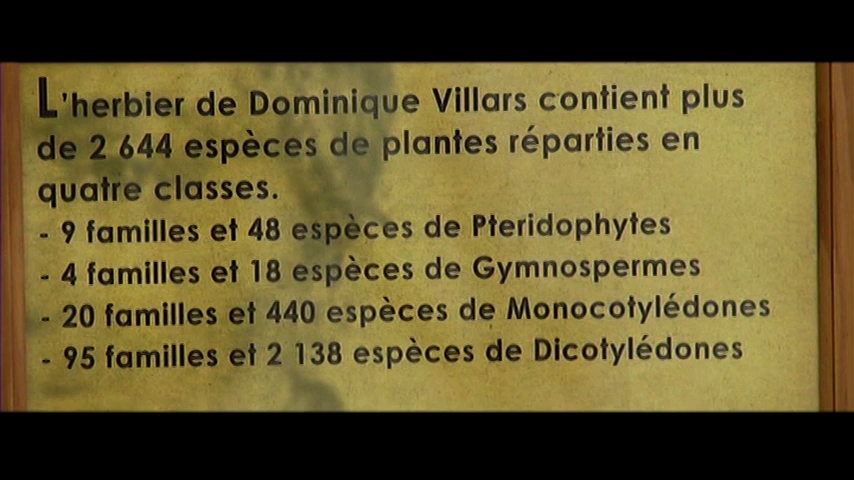 L'herbier de Dominique Villars contient plus
de 2 644 espèces de plantes réparties en
quatre classes.
- 9 familles et 48 espèces de Pteridophytes
- 4 familles et 18 espèces de Gymnospermes
- 20 familles et 440 espèces de Monocotylédones
- 95 familles et 2 138 espèces de Dicotylédones